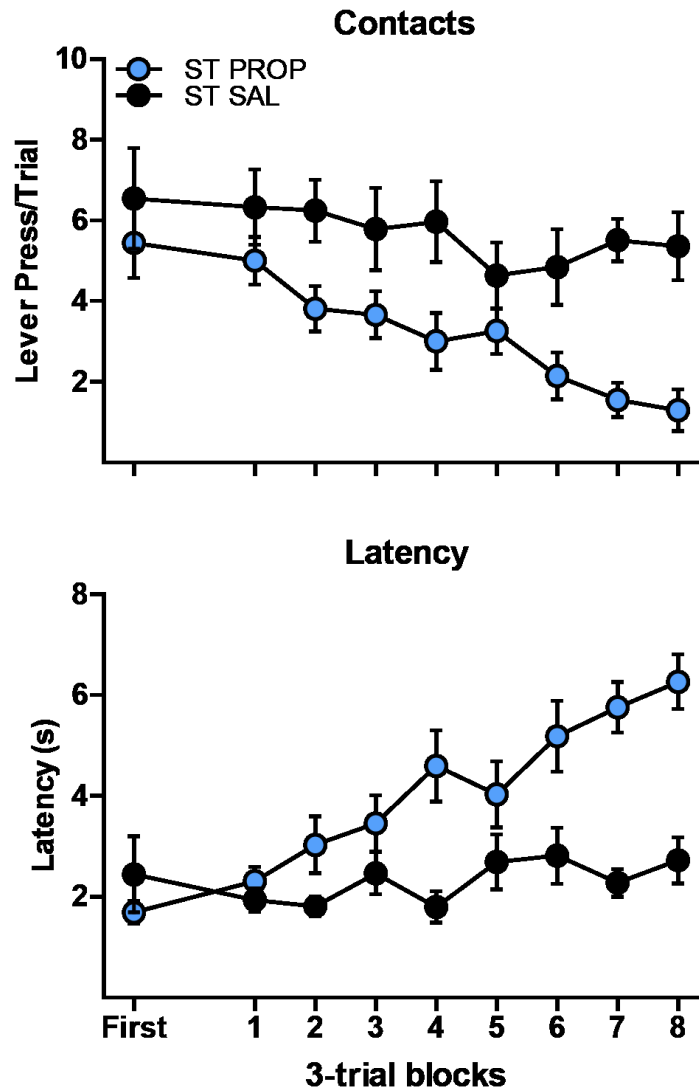 Contacts
10
ST PROP
ST SAL
8
6
4
2
Lever Press/Trial
Latency
8
6
4
2
Latency (s)
First 1 2 3 4 5 6 7 8
3-trial blocks